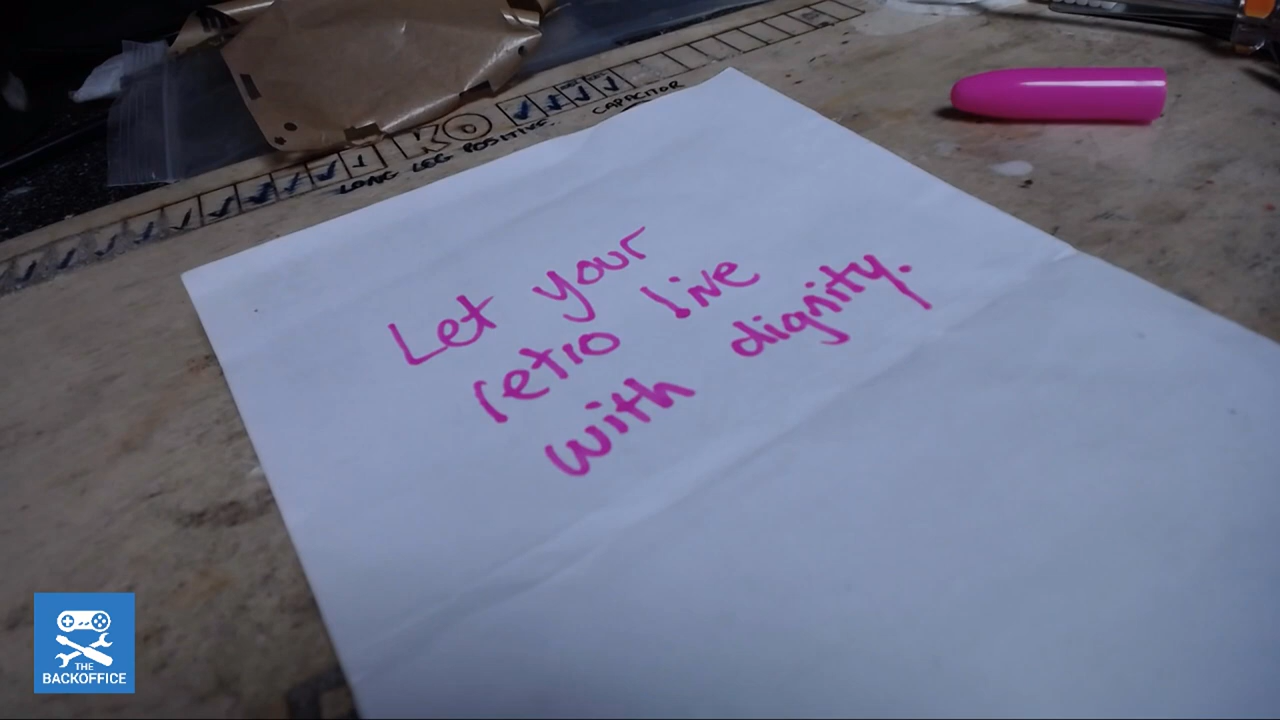 LONG LEG POSITIVE. CAPACITOR
Let your
retro live
with dignity.
THE
BACKOFFICE